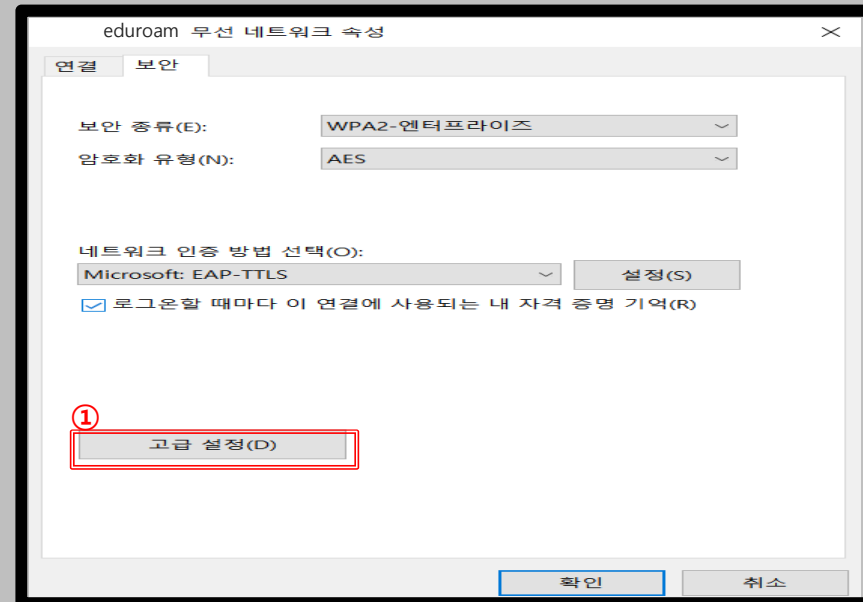 eduroam 무선 네트워크 속성
연결 보안
보안 종류(E): WPA2-엔터프라이즈
암호화 유형(N): AES
네트워크 인증 방법 선택(O):
Microsoft: EAP-TTLS 설정(S)
로그온할 때마다 이 연결에 사용되는 내 자격 증명 기억(R)
①
고급 설정(D)
확인 취소